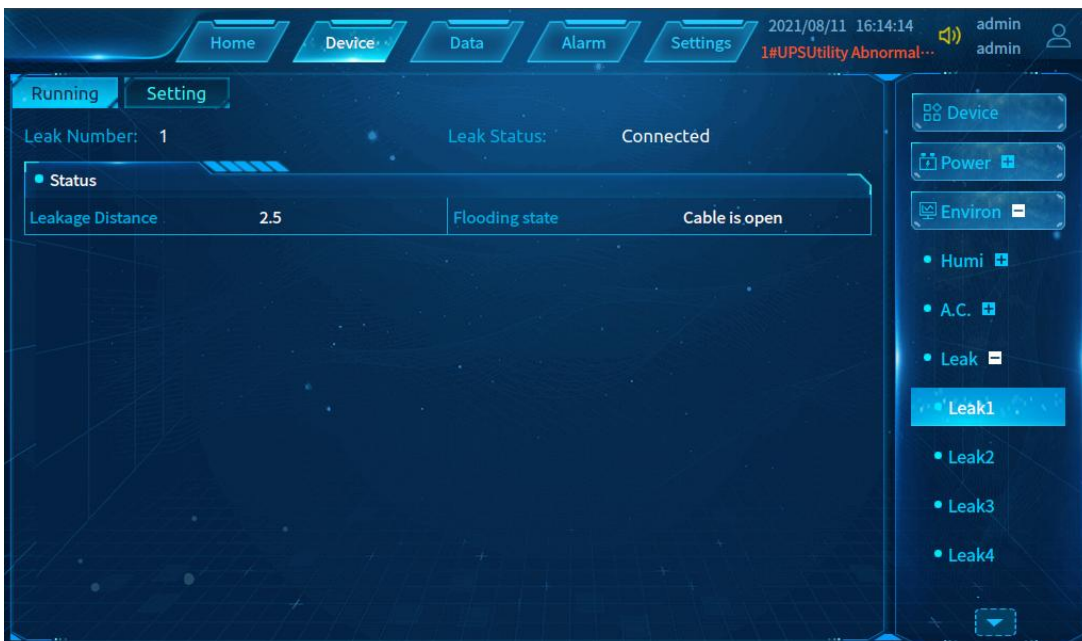 Home Device Data Alarm Settings
2021/08/11 16:14:14
1#UPSUtility Abnormal...
admin
admin
Running Setting
Leak Number: 1 Leak Status: Connected
Status
Leakage Distance 2.5 Flooding state Cable is open
Device
Power
Environ
Humi
A.C.
Leak
Leak1
Leak2
Leak3
Leak4